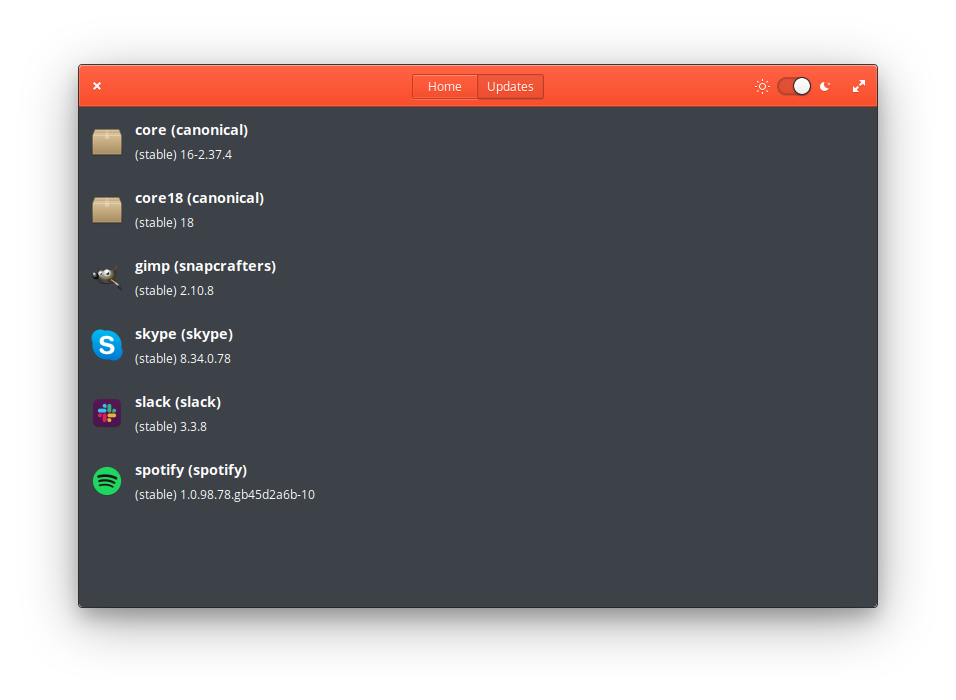 Home
Updates
core (canonical)
(stable) 16-2.37.4
core18 (canonical)
(stable) 18
gimp (snapcrafters)
(stable) 2.10.8
skype (skype)
(stable) 8.34.0.78
slack (slack)
(stable) 3.3.8
spotify (spotify)
(stable) 1.0.98.78.gb45d2a6b-10